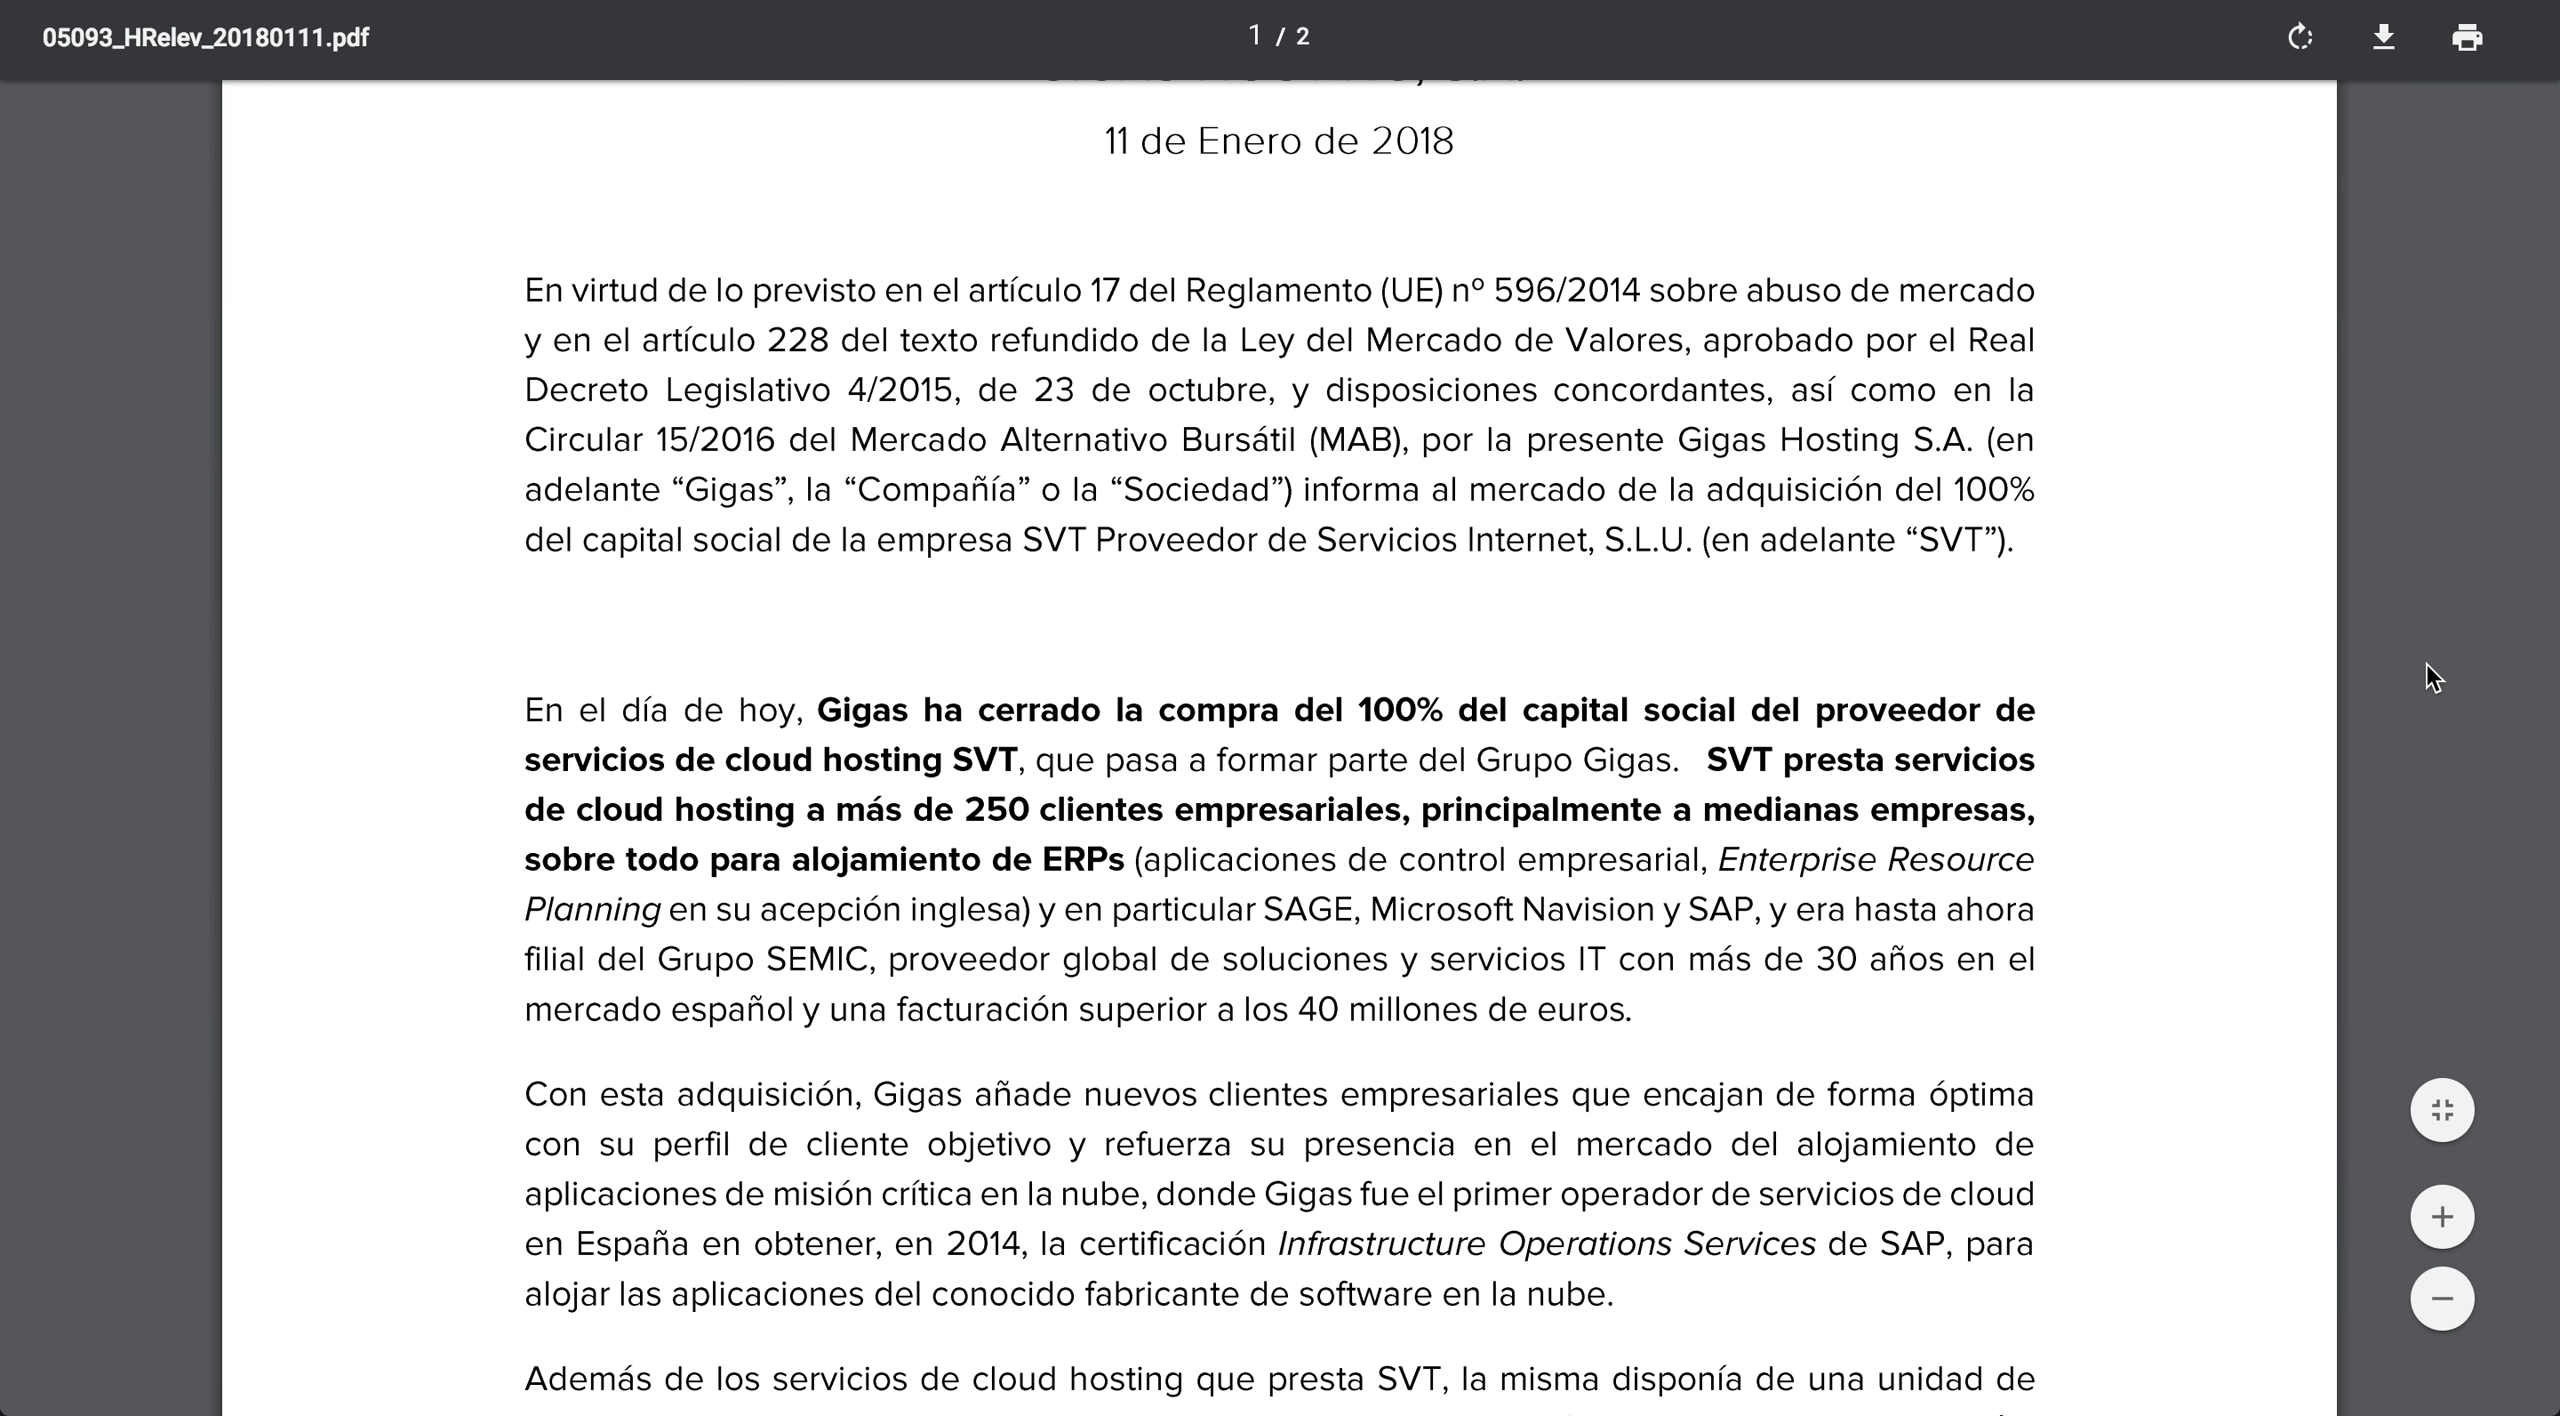 05093_HRelev_20180111.pdf
1 / 2
11 de Enero de 2018
En virtud de lo previsto en el artículo 17 del Reglamento (UE) nº 596/2014 sobre abuso de mercado
y en el artículo 228 del texto refundido de la Ley del Mercado de Valores, aprobado por el Real
Decreto Legislativo 4/2015, de 23 de octubre, y disposiciones concordantes, así como en la
Circular 15/2016 del Mercado Alternativo Bursátil (MAB), por la presente Gigas Hosting S.A. (en
adelante “Gigas”, la “Compañía” o la “Sociedad”) informa al mercado de la adquisición del 100%
del capital social de la empresa SVT Proveedor de Servicios Internet, S.L.U. (en adelante “SVT”).
En el día de hoy, Gigas ha cerrado la compra del 100% del capital social del proveedor de
servicios de cloud hosting SVT, que pasa a formar parte del Grupo Gigas. SVT presta servicios
de cloud hosting a más de 250 clientes empresariales, principalmente a medianas empresas,
sobre todo para alojamiento de ERPs (aplicaciones de control empresarial, Enterprise Resource
Planning en su acepción inglesa) y en particular SAGE, Microsoft Navision y SAP, y era hasta ahora
filial del Grupo SEMIC, proveedor global de soluciones y servicios IT con más de 30 años en el
mercado español y una facturación superior a los 40 millones de euros.
Con esta adquisición, Gigas añade nuevos clientes empresariales que encajan de forma óptima
con su perfil de cliente objetivo y refuerza su presencia en el mercado del alojamiento de
aplicaciones de misión crítica en la nube, donde Gigas fue el primer operador de servicios de cloud
en España en obtener, en 2014, la certificación Infrastructure Operations Services de SAP, para
alojar las aplicaciones del conocido fabricante de software en la nube.
Además de los servicios de cloud hosting que presta SVT, la misma disponía de una unidad de